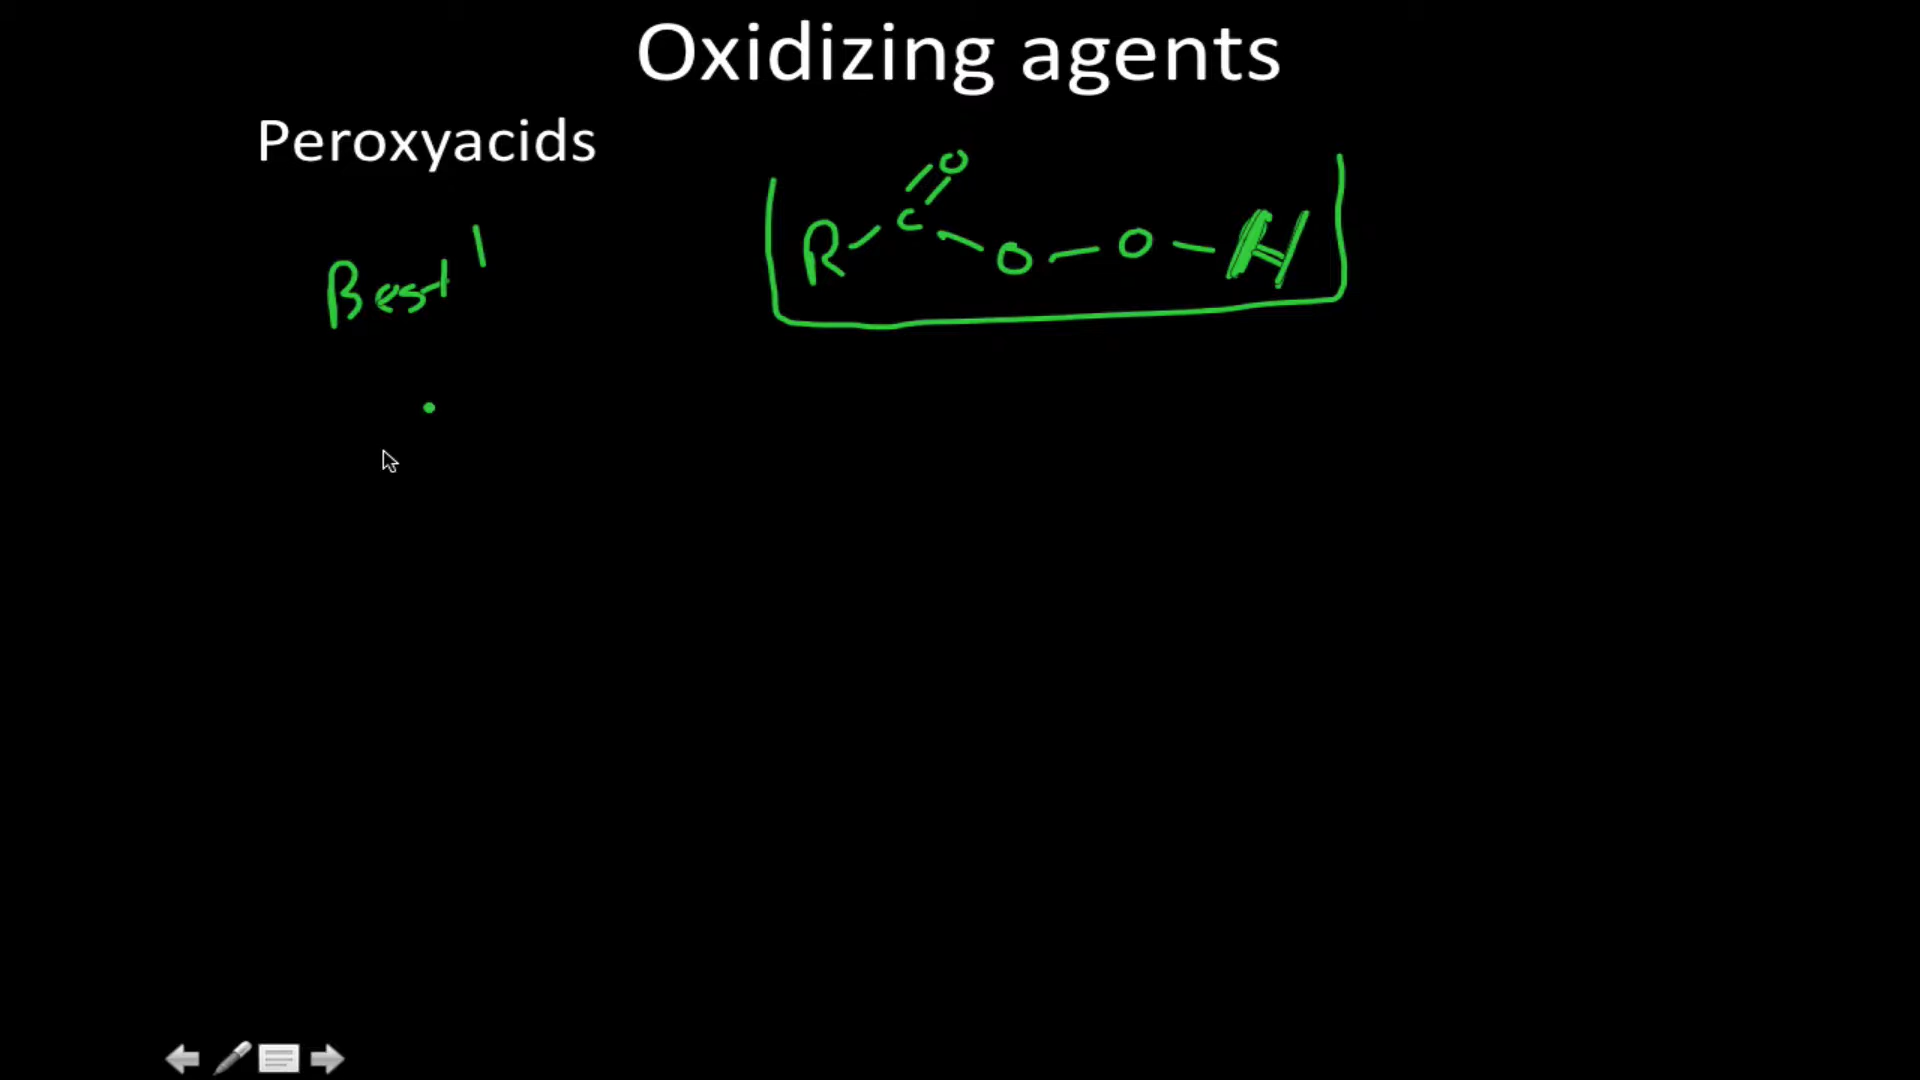 Oxidizing agents
Peroxyacids
O
R C O O H
Best